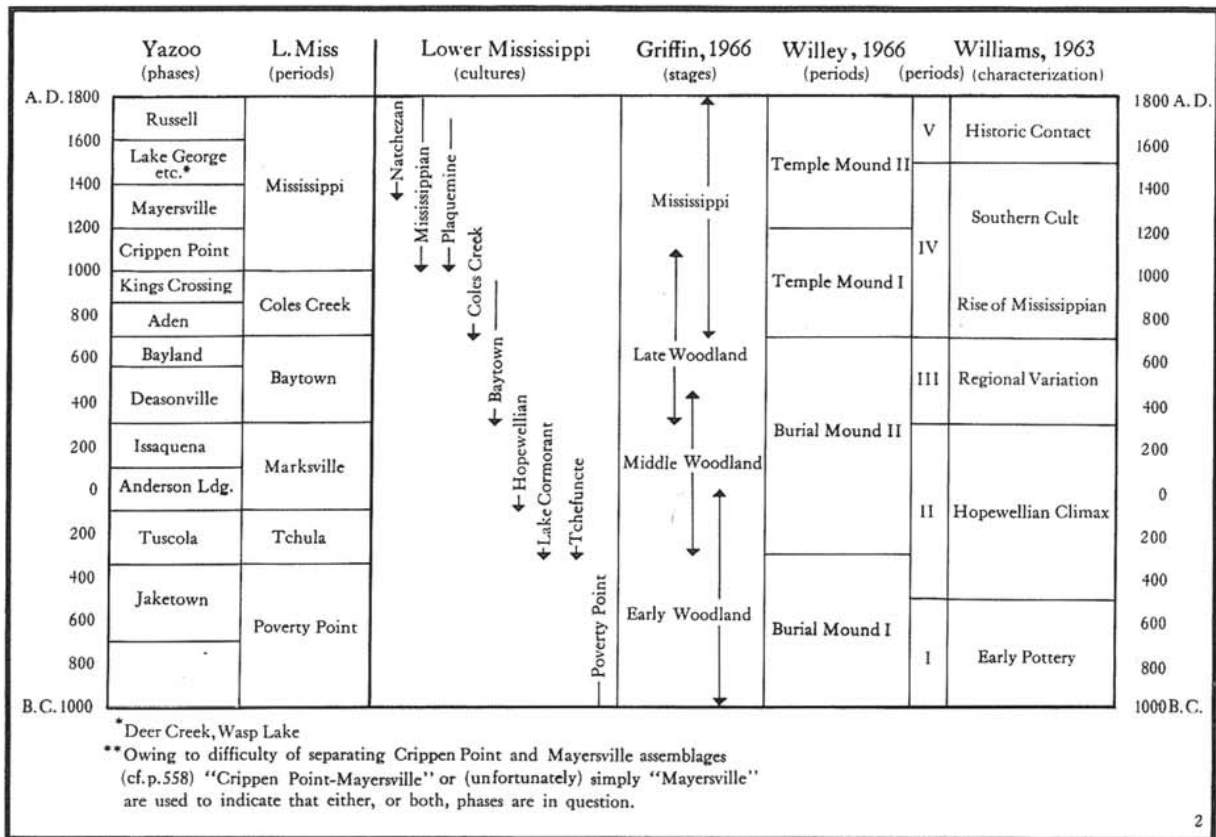 Yazoo L. Miss Lower Mississippi Griffin, 1966 Willey, 1966 Williams, 1963
(phases) (periods) (cultures) (stages) (periods) (periods) (characterization)
A. D. 1800
1600
1400
1200
1000
800
600
400
200
0
200
400
600
800
B. C. 1000
Russell
Lake George
etc.*
Mayersville
Crippen Point
Kings Crossing
Aden
Bayland
Deasonville
Issaquena
Anderson Ldg.
Tuscola
Jaketown
Mississippi
Coles Creek
Baytown
Marksville
Tchula
Poverty Point
Natchezan
Mississippian
Plaquemine
Coles Creek
Baytown
Hopewellian
Lake Cormorant
Tchefuncte
Poverty Point
Mississippi
Late Woodland
Middle Woodland
Early Woodland
Temple Mound II
Temple Mound I
Burial Mound II
Burial Mound I
V
IV
III
II
I
Historic Contact
Southern Cult
Rise of Mississippian
Regional Variation
Hopewellian Climax
Early Pottery
1800 A. D.
1600
1400
1200
1000
800
600
400
200
0
200
400
600
800
1000 B. C.
*Deer Creek, Wasp Lake
**Owing to difficulty of separating Crippen Point and Mayersville assemblages
(cf. p. 558) "Crippen Point-Mayersville" or (unfortunately) simply "Mayersville"
are used to indicate that either, or both, phases are in question.
2